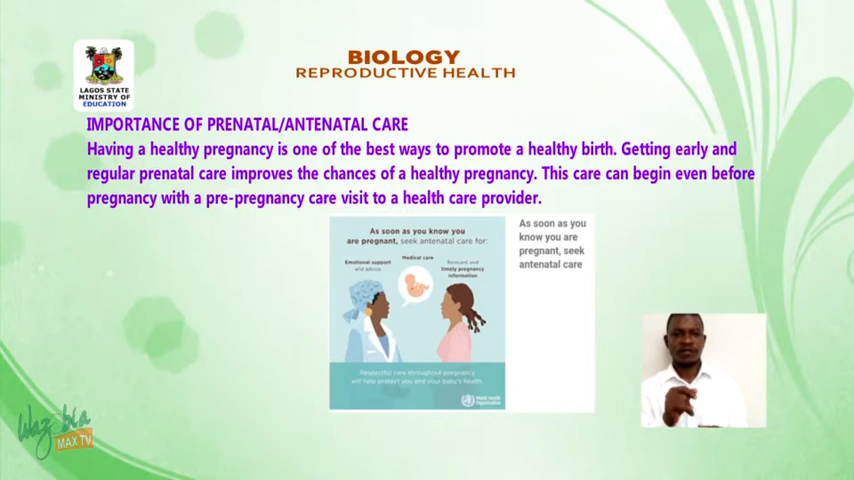 BIOLOGY
REPRODUCTIVE HEALTH
LAGOS STATE
MINISTRY OF
EDUCATION
IMPORTANCE OF PRENATAL/ANTENATAL CARE
Having a healthy pregnancy is one of the best ways to promote a healthy birth. Getting early and
regular prenatal care improves the chances of a healthy pregnancy. This care can begin even before
pregnancy with a pre-pregnancy care visit to a health care provider.
As soon as you know you
are pregnant, seek antenatal care for:
Emotional support
and advice
Medical care
Relevant and
timely pregnancy
information
Respectful care throughout pregnancy
will help protect you and your baby's health.
World Health
Organization
As soon as you
know you are
pregnant, seek
antenatal care
Wazobia
MAX TV